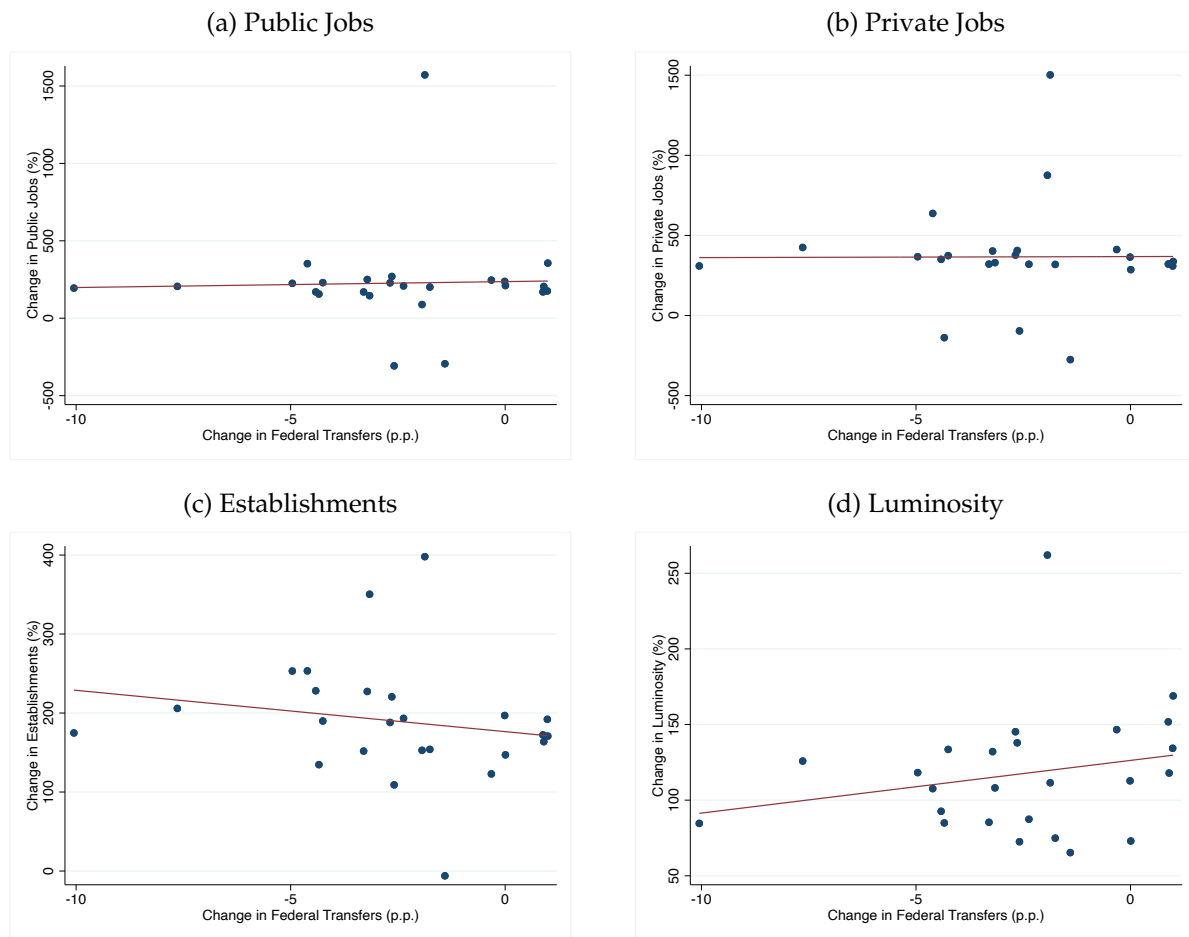 (a) Public Jobs
1500
1000
500
0
-500
Change in Public Jobs (%)
-10 -5 0
Change in Federal Transfers (p.p.)
(b) Private Jobs
1500
1000
500
0
-500
Change in Private Jobs (%)
-10 -5 0
Change in Federal Transfers (p.p.)
(c) Establishments
400
300
200
100
0
Change in Establishments (%)
-10 -5 0
Change in Federal Transfers (p.p.)
(d) Luminosity
250
200
150
100
50
Change in Luminosity (%)
-10 -5 0
Change in Federal Transfers (p.p.)